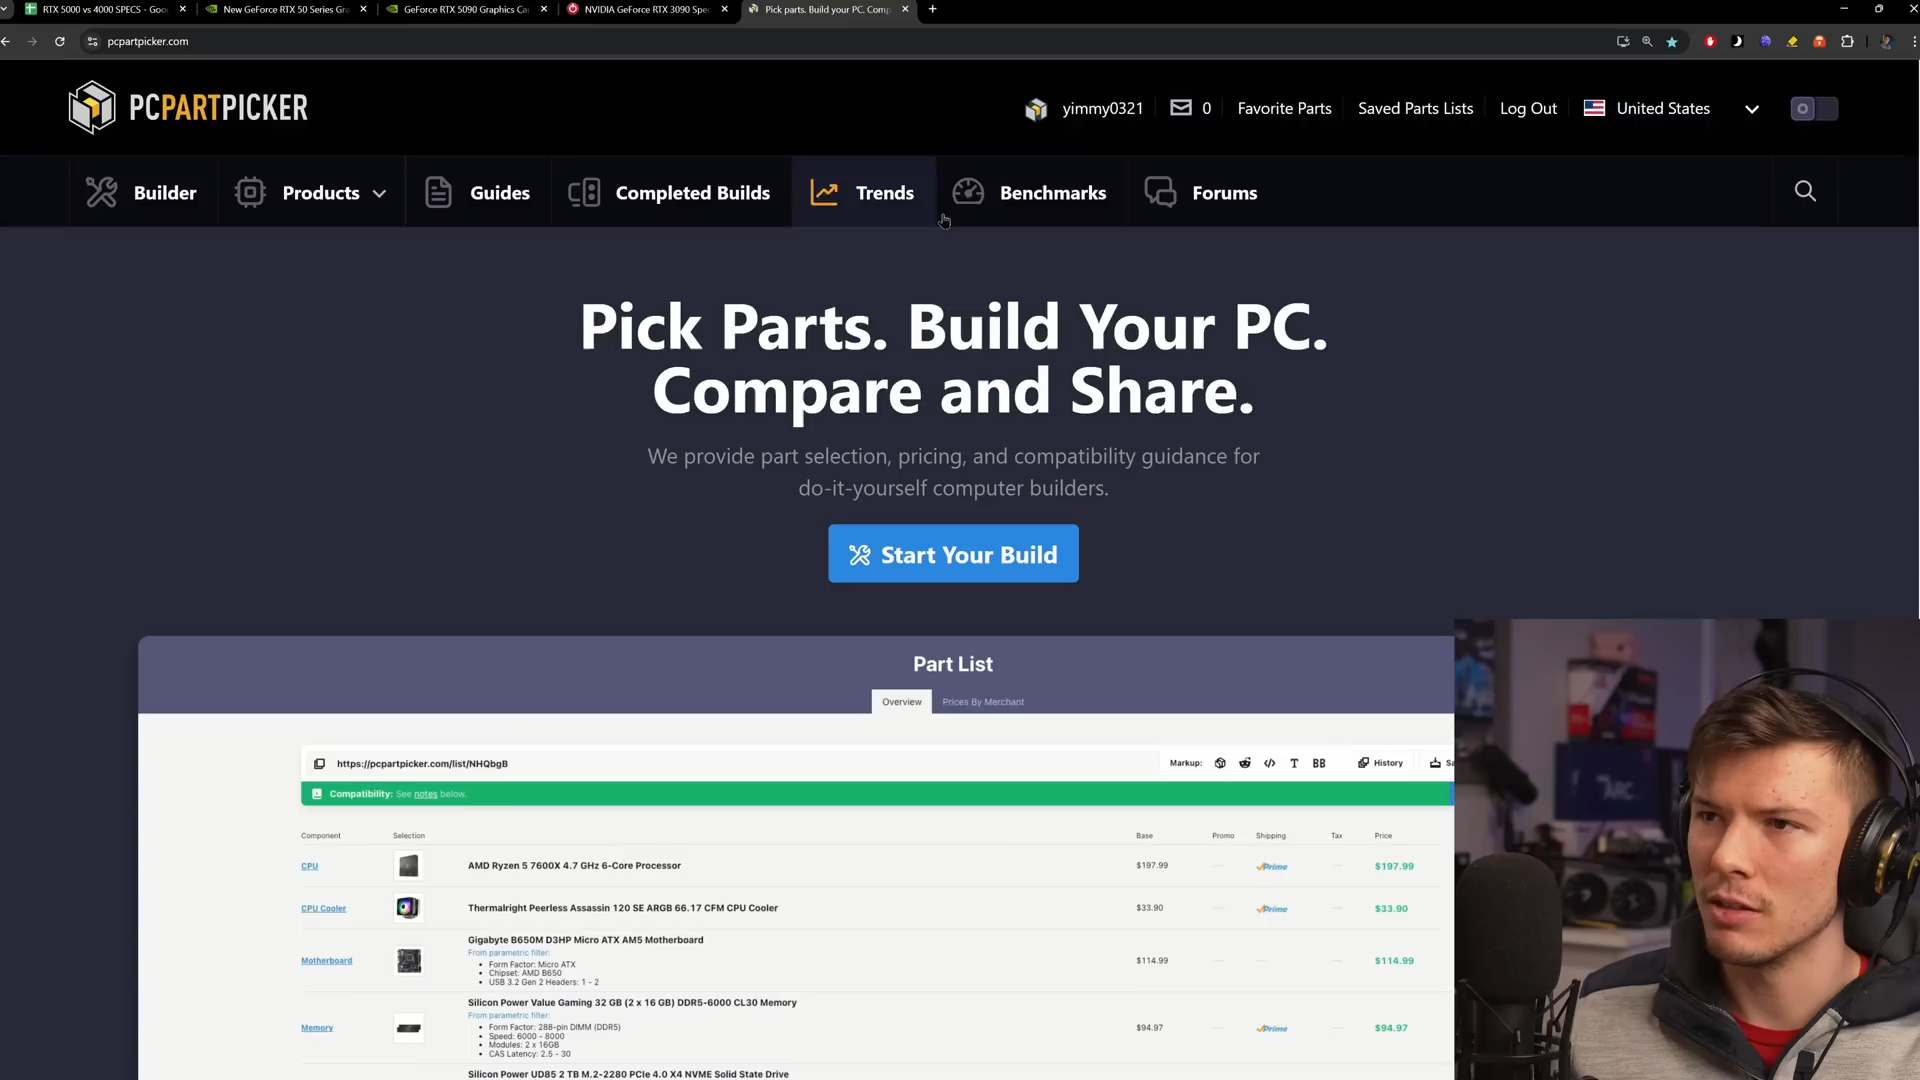 RTX 5000 vs 4000 SPECS - Goo
New GeForce RTX 50 Series Gra
GeForce RTX 5090 Graphics Ca
NVIDIA GeForce RTX 3090 Spec
Pick parts. Build your PC. Comp
pcpartpicker.com
PCPARTPICKER
yimmy0321
0
Favorite Parts
Saved Parts Lists
Log Out
United States
Builder
Products
Guides
Completed Builds
Trends
Benchmarks
Forums
Pick Parts. Build Your PC.
Compare and Share.
We provide part selection, pricing, and compatibility guidance for
do-it-yourself computer builders.
Start Your Build
Part List
Overview
Prices By Merchant
https://pcpartpicker.com/list/NHQbgB
Markup:
T
BB
History
Sa
Compatibility: See notes below.
Component
Selection
Base
Promo
Shipping
Tax
Price
CPU
AMD Ryzen 5 7600X 4.7 GHz 6-Core Processor
$197.99
Prime
$197.99
CPU Cooler
Thermalright Peerless Assassin 120 SE ARGB 66.17 CFM CPU Cooler
$33.90
Prime
$33.90
Motherboard
Gigabyte B650M D3HP Micro ATX AM5 Motherboard
From parametric filter:
Form Factor: Micro ATX
Chipset: AMD B650
USB 3.2 Gen 2 Headers: 1 - 2
$114.99
$114.99
Memory
Silicon Power Value Gaming 32 GB (2 x 16 GB) DDR5-6000 CL30 Memory
From parametric filter:
Form Factor: 288-pin DIMM (DDR5)
Speed: 6000 - 8000
Modules: 2 x 16GB
CAS Latency: 2.5 - 30
$94.97
Prime
$94.97
Silicon Power UD85 2 TB M.2-2280 PCIe 4.0 X4 NVME Solid State Drive
ARC